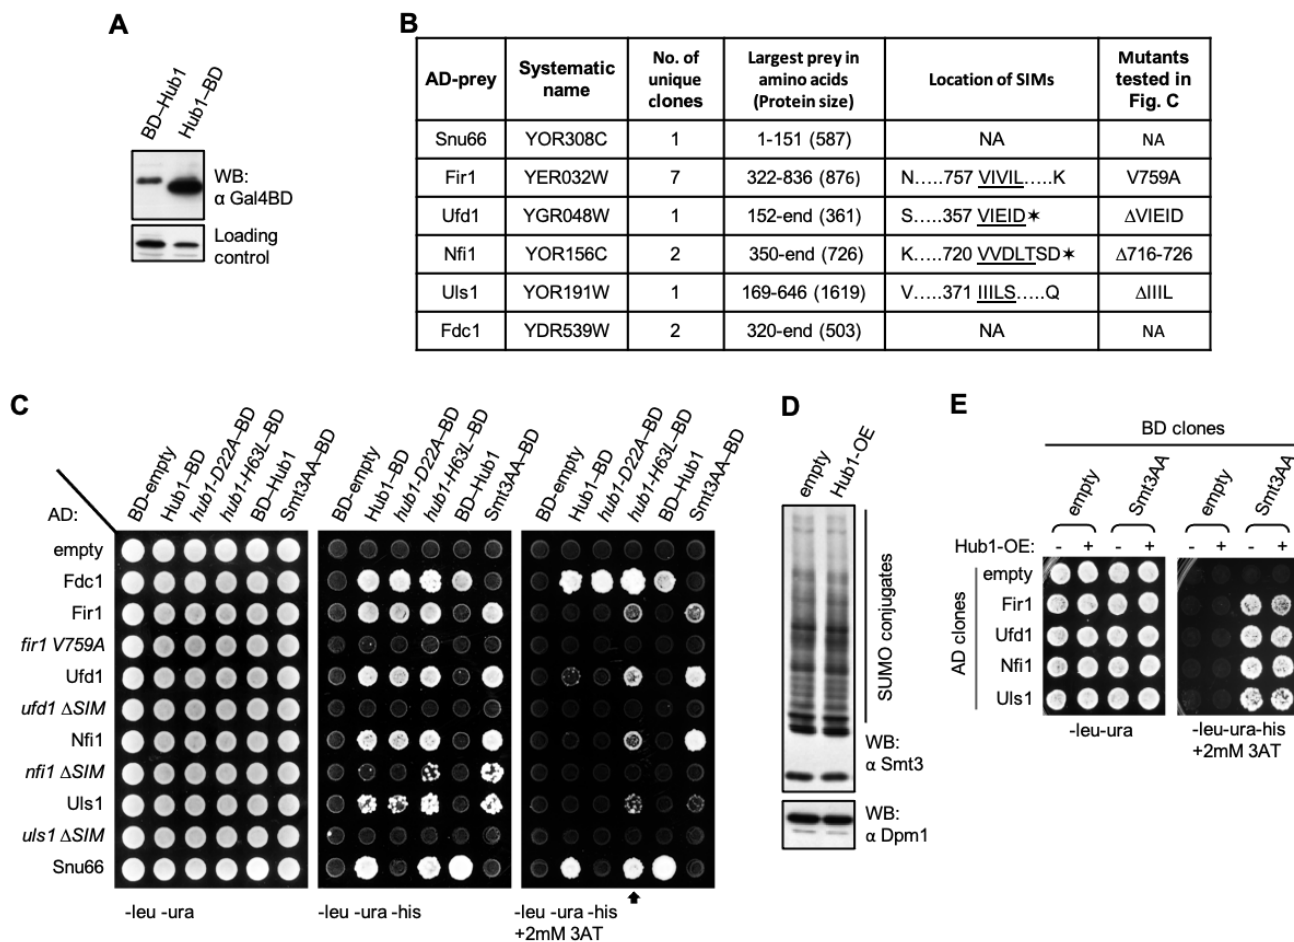 A
BD–Hub1
Hub1–BD
WB:
α Gal4BD
Loading
control
B
AD-prey
Systematic
name
No. of
unique
clones
Largest prey in
amino acids
(Protein size)
Location of SIMs
Mutants
tested in
Fig. C
Snu66 YOR308C 1 1-151 (587) NA NA
Fir1 YER032W 7 322-836 (876) N.....757 VIVIL.....K V759A
Ufd1 YGR048W 1 152-end (361) S.....357 VIEID✶ ΔVIEID
Nfi1 YOR156C 2 350-end (726) K.....720 VVDLTSD✶ Δ716-726
Uls1 YOR191W 1 169-646 (1619) V.....371 IIILS.....Q ΔIIIL
Fdc1 YDR539W 2 320-end (503) NA NA
C
AD:
BD-empty
Hub1–BD
hub1-D22A–BD
hub1-H63L–BD
BD–Hub1
Smt3AA–BD
BD-empty
Hub1–BD
hub1-D22A–BD
hub1-H63L–BD
BD–Hub1
Smt3AA–BD
BD-empty
Hub1–BD
hub1-D22A–BD
hub1-H63L–BD
BD-Hub1
Smt3AA–BD
empty
Fdc1
Fir1
fir1 V759A
Ufd1
ufd1 ΔSIM
Nfi1
nfi1 ΔSIM
Uls1
uls1 ΔSIM
Snu66
-leu -ura
-leu -ura -his
-leu -ura -his
+2mM 3AT
D
empty
Hub1-OE
SUMO conjugates
WB:
α Smt3
WB:
α Dpm1
E
BD clones
empty
Smt3AA
empty
Smt3AA
Hub1-OE: - + - + - + - +
AD clones
empty
Fir1
Ufd1
Nfi1
Uls1
-leu-ura
-leu-ura-his
+2mM 3AT